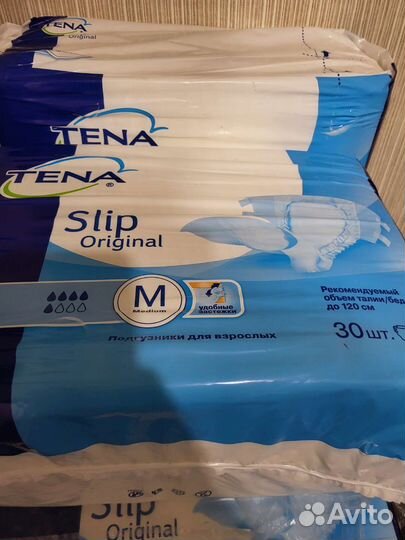 TENA
Original
TENA
TENA
Slip
Original
M
Medium
удобные
застежки
Подгузники для взрослых
Рекомендуемый
объем талии/бед
до 120 см
30 шт.
Slip
Original
Avito